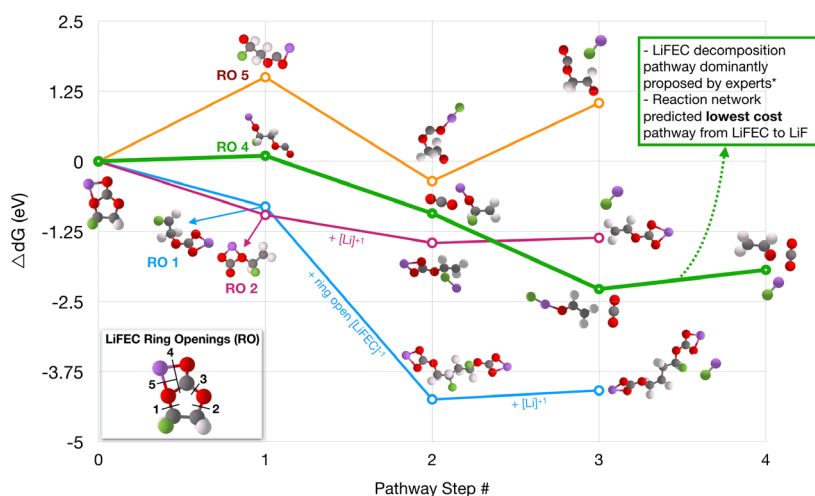 2.5
1.25
0
-1.25
-2.5
-3.75
-5
△dG (eV)
RO 5
RO 4
RO 1
RO 2
+ [Li]+1
+ ring open [LiFEC]-1
+ [Li]+1
- LiFEC decomposition
pathway dominantly
proposed by experts*
- Reaction network
predicted lowest cost
pathway from LiFEC to LiF
LiFEC Ring Openings (RO)
4
5
3
1
2
0
1
2
3
4
Pathway Step #